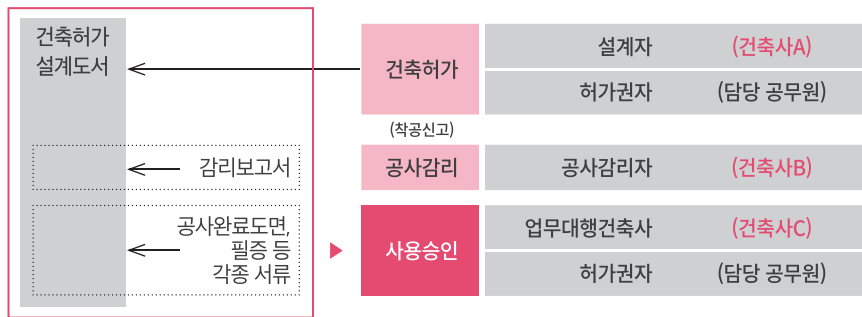 건축허가
설계도서
감리보고서
공사완료도면,
필증 등
각종 서류
건축허가
설계자 (건축사A)
허가권자 (담당 공무원)
(착공신고)
공사감리
공사감리자 (건축사B)
사용승인
업무대행건축사 (건축사C)
허가권자 (담당 공무원)